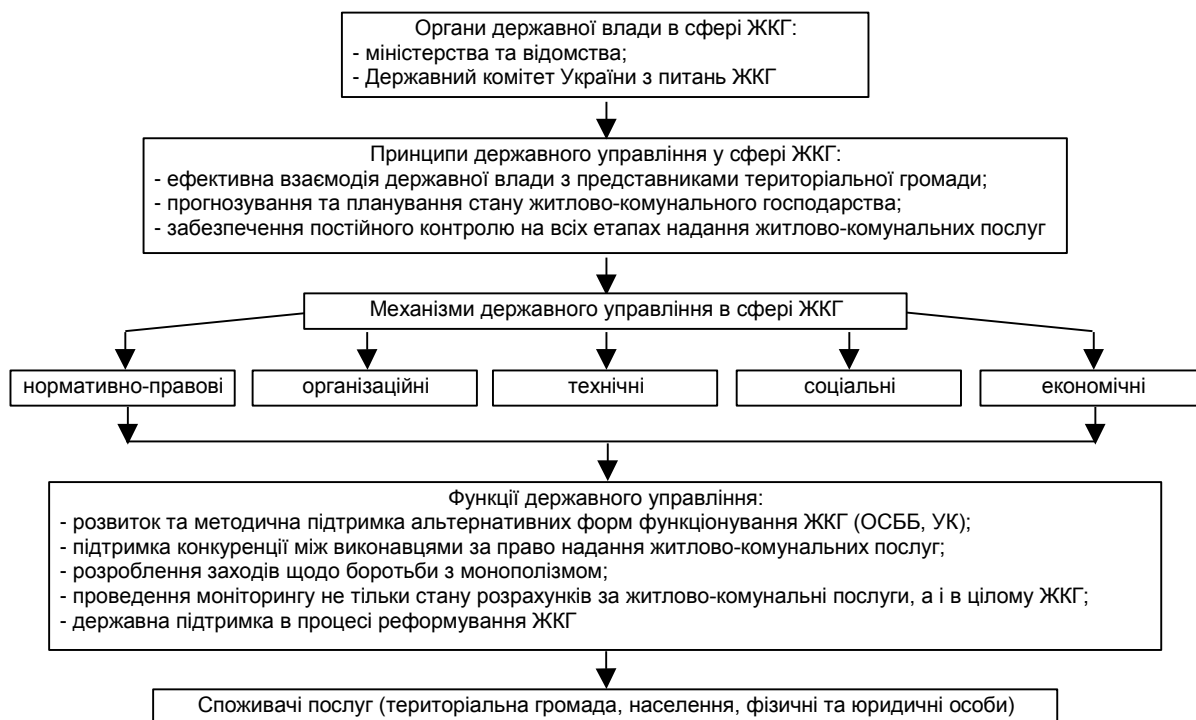 Органи державної влади в сфері ЖКГ:
- міністерства та відомства;
- Державний комітет України з питань ЖКГ
Принципи державного управління у сфері ЖКГ:
- ефективна взаємодія державної влади з представниками територіальної громади;
- прогнозування та планування стану житлово-комунального господарства;
- забезпечення постійного контролю на всіх етапах надання житлово-комунальних послуг
Механізми державного управління в сфері ЖКГ
нормативно-правові
організаційні
технічні
соціальні
економічні
Функції державного управління:
- розвиток та методична підтримка альтернативних форм функціонування ЖКГ (ОСББ, УК);
- підтримка конкуренції між виконавцями за право надання житлово-комунальних послуг;
- розроблення заходів щодо боротьби з монополізмом;
- проведення моніторингу не тільки стану розрахунків за житлово-комунальні послуги, а і в цілому ЖКГ;
- державна підтримка в процесі реформування ЖКГ
Споживачі послуг (територіальна громада, населення, фізичні та юридичні особи)